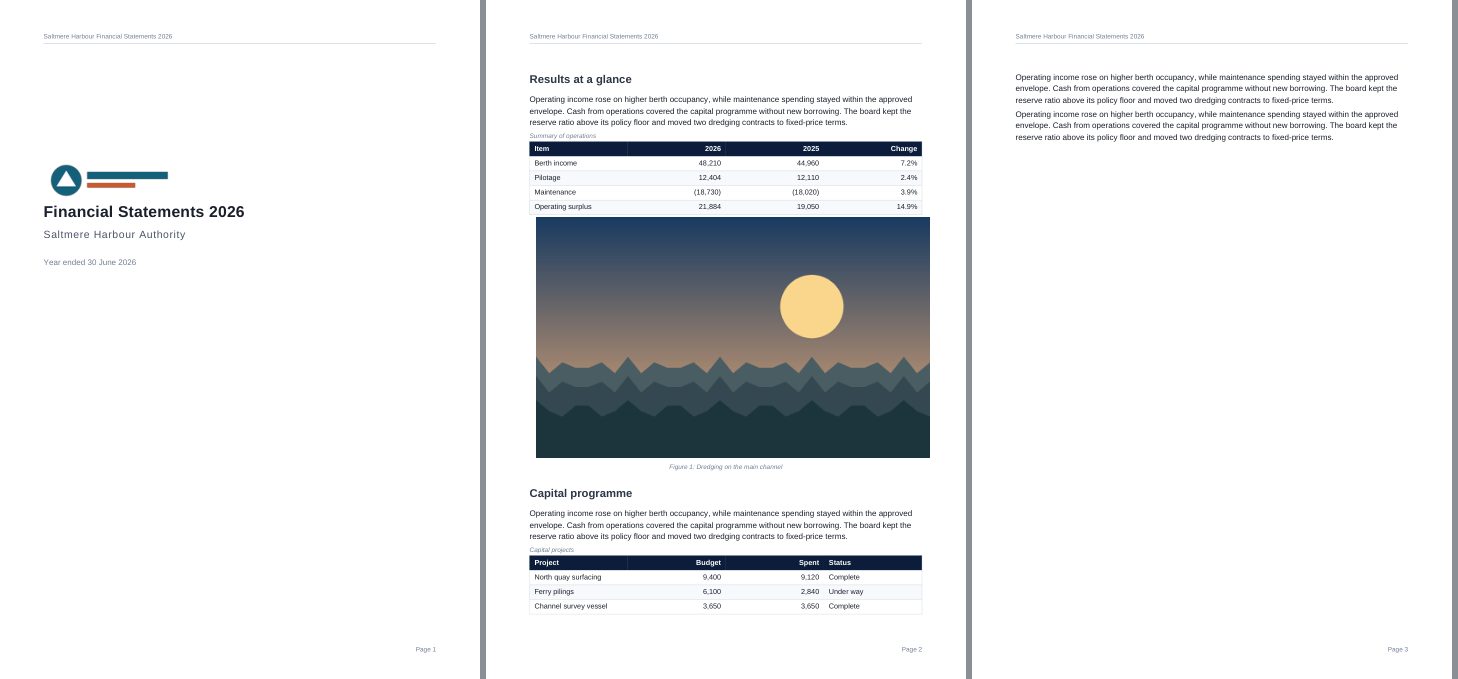 Saltmere Harbour Financial Statements 2026
Financial Statements 2026
Saltmere Harbour Authority
Year ended 30 June 2026
Page 1
Saltmere Harbour Financial Statements 2026
Results at a glance
Operating income rose on higher berth occupancy, while maintenance spending stayed within the approved
envelope. Cash from operations covered the capital programme without new borrowing. The board kept the
reserve ratio above its policy floor and moved two dredging contracts to fixed-price terms.
Summary of operations
Item 2026 2025 Change
Berth income 48,210 44,960 7.2%
Pilotage 12,404 12,110 2.4%
Maintenance (18,730) (18,020) 3.9%
Operating surplus 21,884 19,050 14.9%
Figure 1. Dredging on the main channel
Capital programme
Operating income rose on higher berth occupancy, while maintenance spending stayed within the approved
envelope. Cash from operations covered the capital programme without new borrowing. The board kept the
reserve ratio above its policy floor and moved two dredging contracts to fixed-price terms.
Capital projects
Project Budget Spent Status
North quay surfacing 9,400 9,120 Complete
Ferry pilings 6,100 2,840 Under way
Channel survey vessel 3,650 3,650 Complete
Page 2
Saltmere Harbour Financial Statements 2026
Operating income rose on higher berth occupancy, while maintenance spending stayed within the approved
envelope. Cash from operations covered the capital programme without new borrowing. The board kept the
reserve ratio above its policy floor and moved two dredging contracts to fixed-price terms.
Operating income rose on higher berth occupancy, while maintenance spending stayed within the approved
envelope. Cash from operations covered the capital programme without new borrowing. The board kept the
reserve ratio above its policy floor and moved two dredging contracts to fixed-price terms.
Page 3